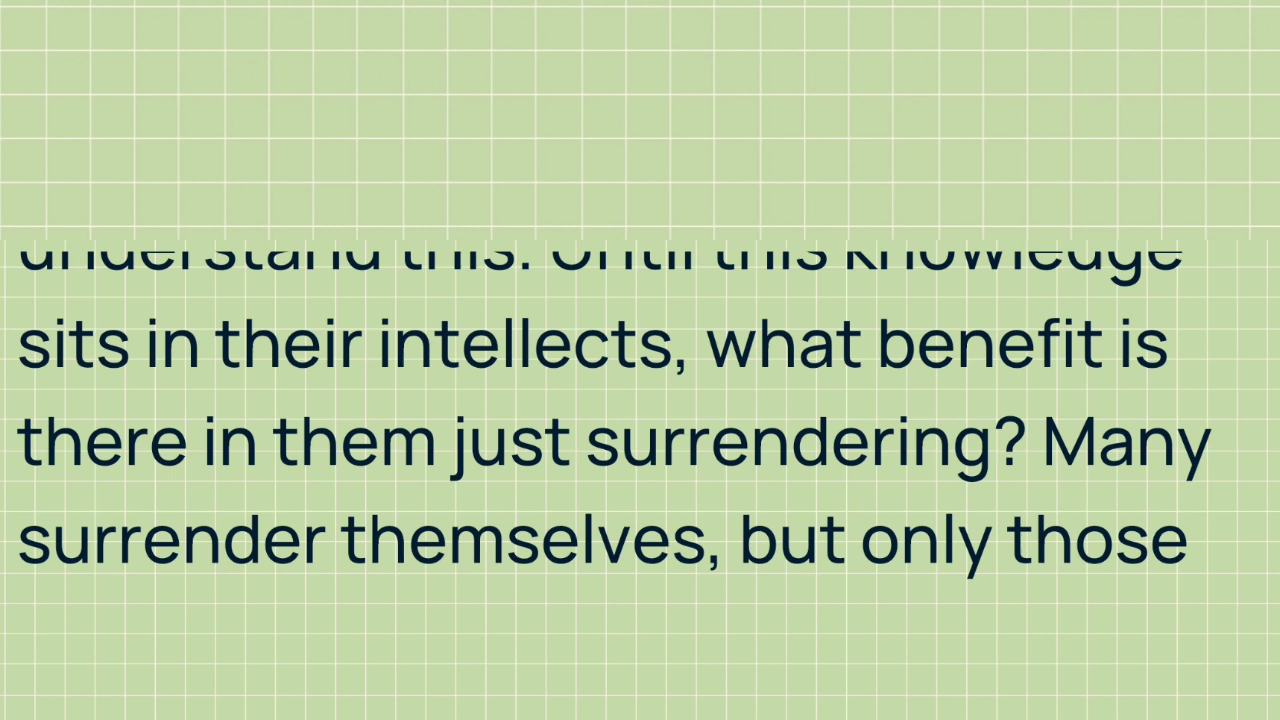 understand this. Until this knowledge
sits in their intellects, what benefit is
there in them just surrendering? Many
surrender themselves, but only those